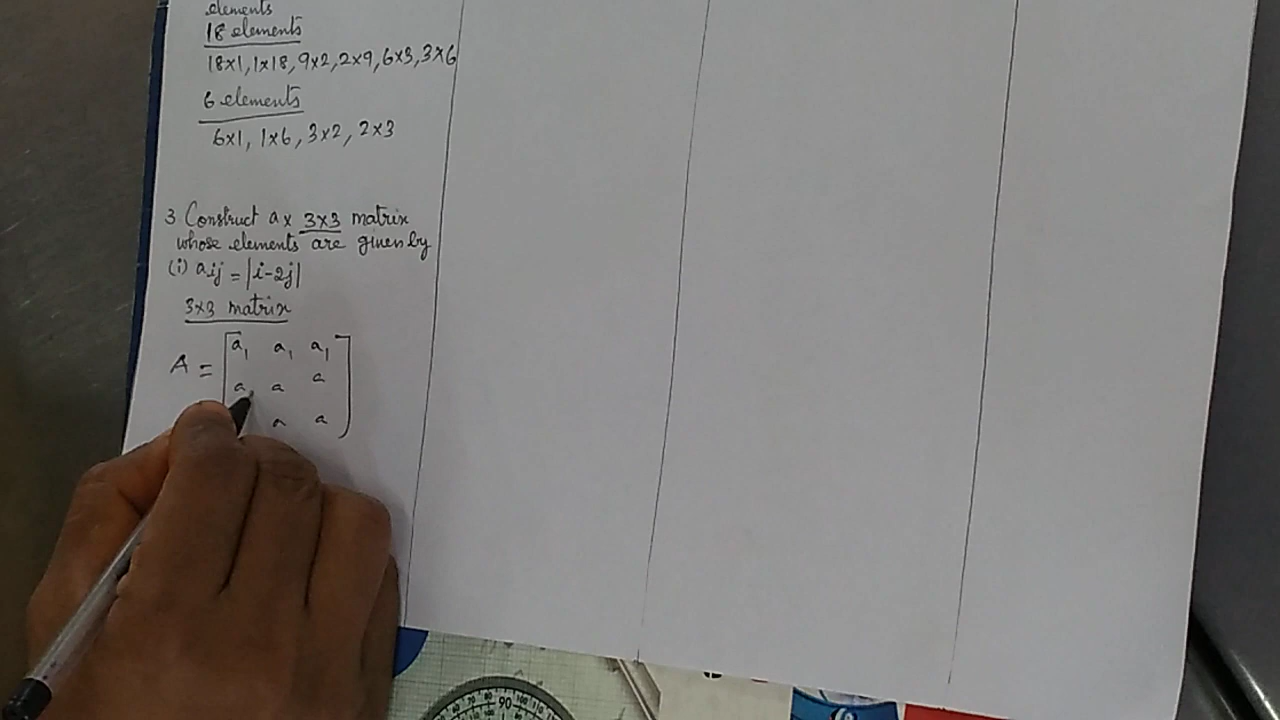 elements
18 elements
18×1, 1×18, 9×2, 2×9, 6×3, 3×6
6 elements
6×1, 1×6, 3×2, 2×3
3 Construct a x 3×3 matrix
whose elements are given by
(i) aij = |i-2j|
3×3 matrix
A = [a1 a1 a1
a a a
a a]
90